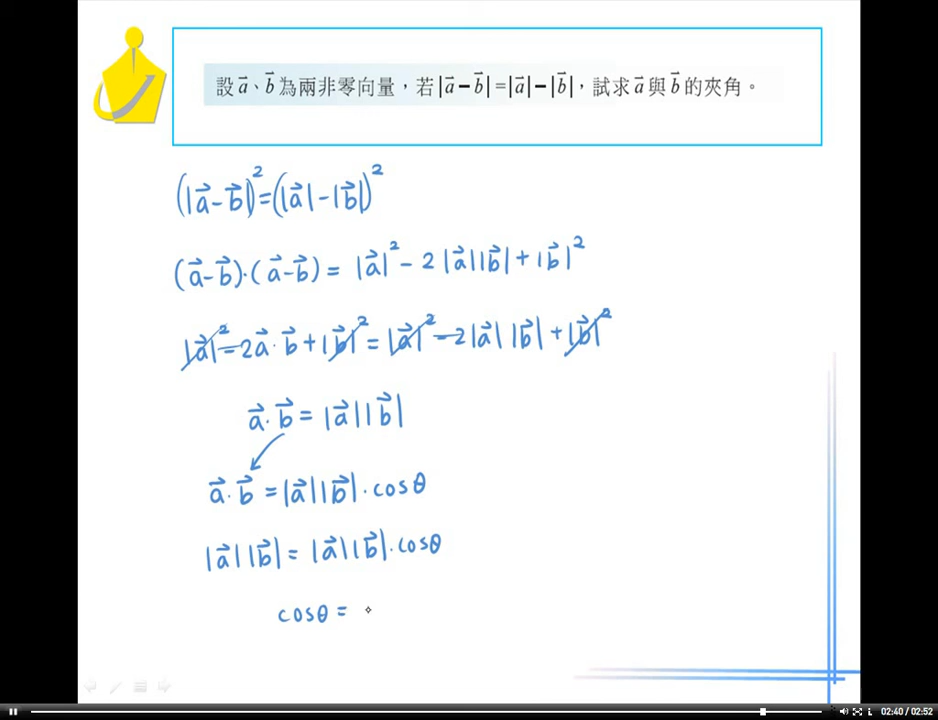 設 a⃗、b⃗ 為兩非零向量，若 |a⃗ − b⃗| = |a⃗| − |b⃗|，試求 a⃗ 與 b⃗ 的夾角。
(|a⃗ − b⃗|)² = (|a⃗| − |b⃗|)²
(a⃗ − b⃗)·(a⃗ − b⃗) = |a⃗|² − 2|a⃗||b⃗| + |b⃗|²
|a⃗|² − 2a⃗·b⃗ + |b⃗|² = |a⃗|² − 2|a⃗||b⃗| + |b⃗|²
a⃗·b⃗ = |a⃗||b⃗|
a⃗·b⃗ = |a⃗||b⃗|·cosθ
|a⃗||b⃗| = |a⃗||b⃗|·cosθ
cosθ =
02:40 / 02:52